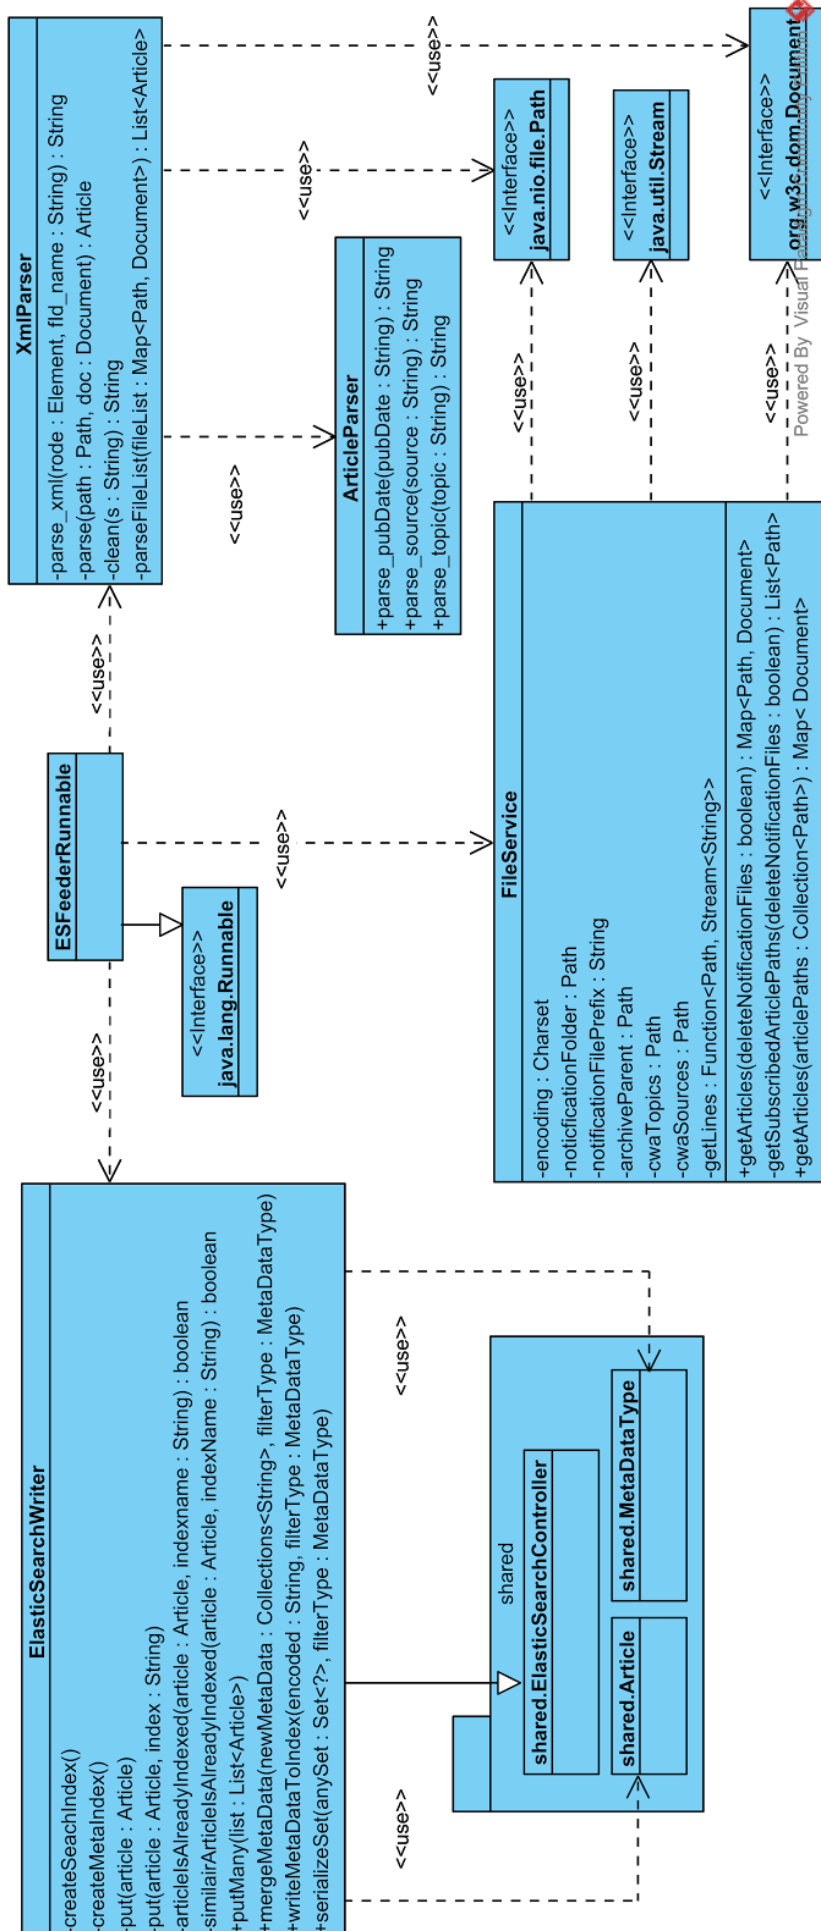 ElasticSearchWriter
-createSeachIndex()
-createMetaIndex()
-put(article : Article)
-put(article : Article, index : String)
-articleIsAlreadyIndexed(article : Article, indexname : String) : boolean
-similairArticleIsAlreadyIndexed(article : Article, indexName : String) : boolean
+putMany(list : List<Article>)
+mergeMetaData(newMetaData : Collections<String>, filterType : MetaDataType)
+writeMetaDataToIndex(encoded : String, filterType : MetaDataType)
+serializeSet(anySet : Set<?>, filterType : MetaDataType)
<<use>>
ESFeederRunnable
<<use>>
XmlParser
-parse_xml(rode : Element, fld_name : String) : String
-parse(path : Path, doc : Document) : Article
-clean(s : String) : String
-parseFileList(fileList : Map<Path, Document>) : List<Article>
<<Interface>>
java.lang.Runnable
<<use>>
<<use>>
<<use>>
<<use>>
ArticleParser
+parse_pubDate(pubDate : String) : String
+parse_source(source : String) : String
+parse_topic(topic : String) : String
<<use>>
<<use>>
shared
shared.ElasticSearchController
shared.Article
shared.MetaDataType
FileService
-encoding : Charset
-noticficationFolder : Path
-notificationFilePrefix : String
-archiveParent : Path
-cwaTopics : Path
-cwaSources : Path
-getLines : Function<Path, Stream<String>>
+getArticles(deleteNotificationFiles : boolean) : Map<Path, Document>
-getSubscribedArticlePaths(deleteNotificationFiles : boolean) : List<Path>
+getArticles(articlePaths : Collection<Path>) : Map< Document>
<<use>>
<<Interface>>
java.nio.file.Path
<<use>>
<<Interface>>
java.util.Stream
<<use>>
<<Interface>>
org.w3c.dom.Document
Powered By Visual Paradigm Community Edition